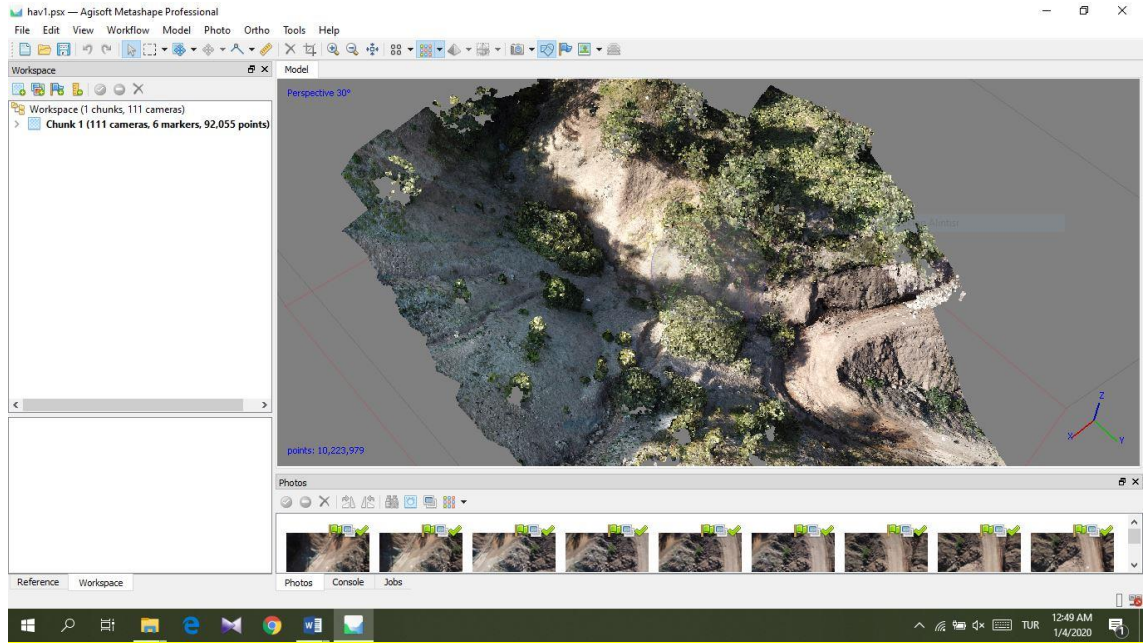 hav1.psx — Agisoft Metashape Professional
File Edit View Workflow Model Photo Ortho Tools Help
Workspace
Model
Workspace (1 chunks, 111 cameras)
Chunk 1 (111 cameras, 6 markers, 92,055 points)
Perspective 30°
Z
X
Y
points: 10,223,979
Photos
Reference Workspace
Photos Console Jobs
TUR
12:49 AM
1/4/2020
1